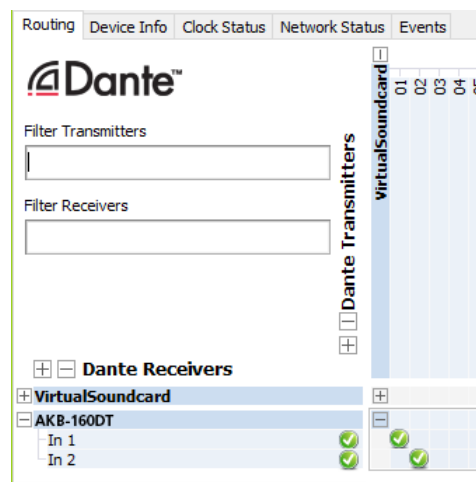 Routing Device Info Clock Status Network Status Events
Dante™
Filter Transmitters
Filter Receivers
Dante Transmitters
VirtualSoundcard
01
02
03
04
Dante Receivers
VirtualSoundcard
AKB-160DT
In 1
In 2